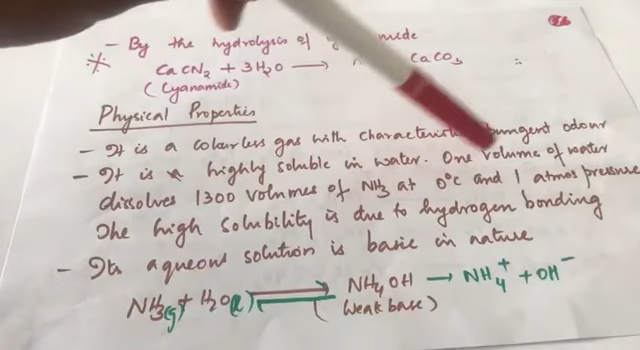 - By the hydrolysis of
CaCN2 + 3H2O ⟶ CaCO3
(Cyanamide)
Physical Properties
- It is a colourless gas with pungent odour
- It is highly soluble in water. One volume of water
dissolves 1300 volumes of NH3 at 0°C and 1 atmos pressure
The high solubility is due to hydrogen bonding
- Its aqueous solution is basic in nature
NH3(g) + H2O(l) ⇌ NH4OH → NH4+ + OH-
(Weak base)